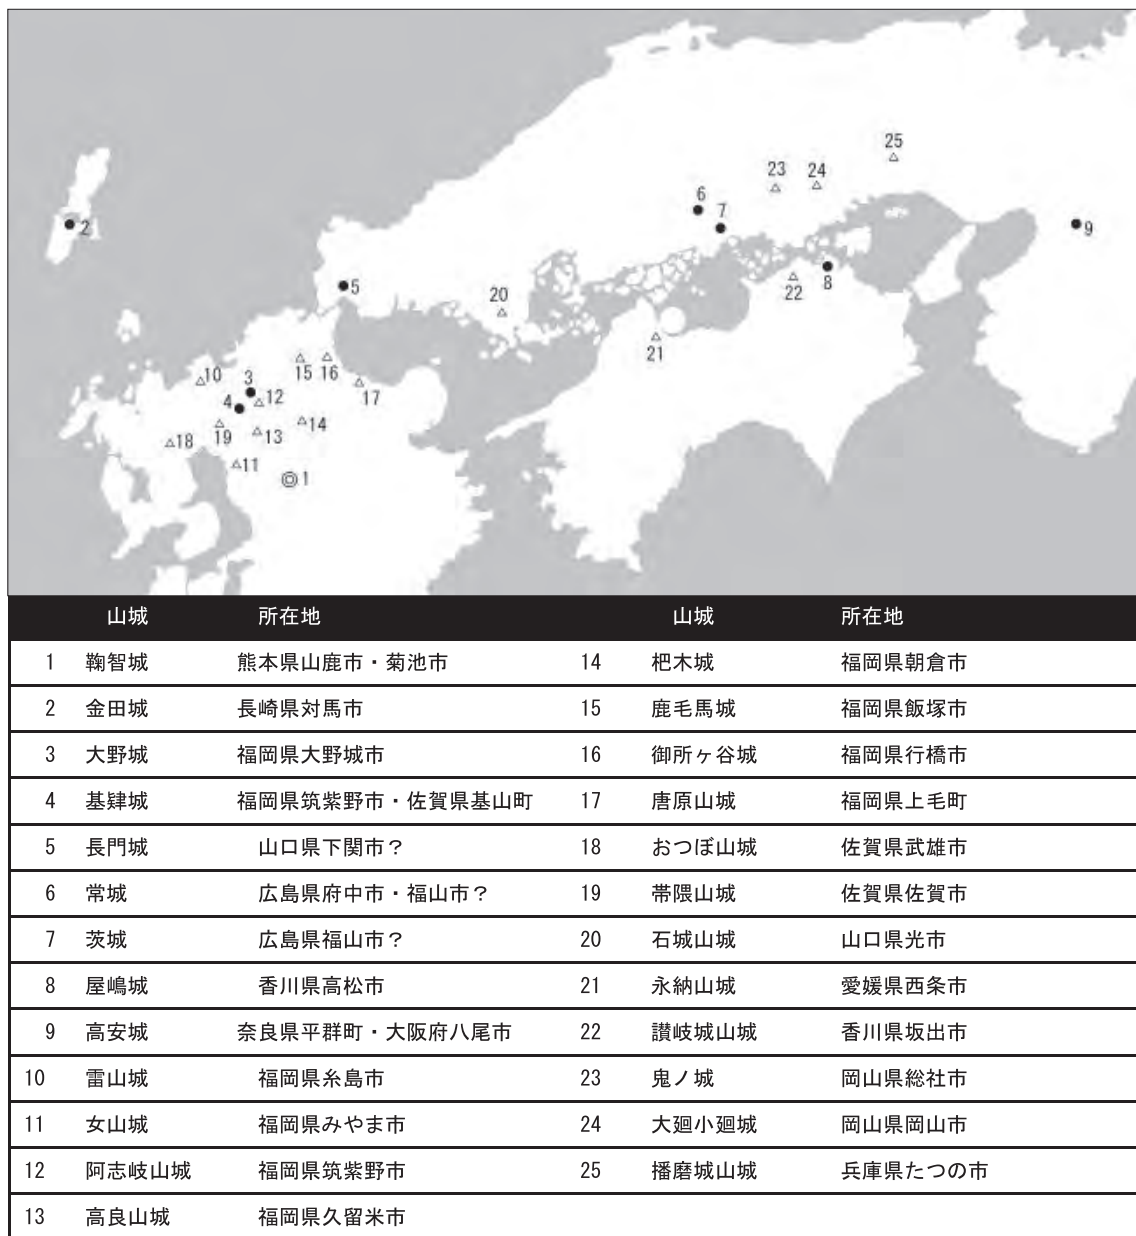 25
23 24
6
7
2
9
5
8
22
20
21
10
3
15 16
12
4
17
14
18 19 13
11
1
山城 所在地 山城 所在地
1 鞠智城 熊本県山鹿市・菊池市 14 杷木城 福岡県朝倉市
2 金田城 長崎県対馬市 15 鹿毛馬城 福岡県飯塚市
3 大野城 福岡県大野城市 16 御所ヶ谷城 福岡県行橋市
4 基肄城 福岡県筑紫野市・佐賀県基山町 17 唐原山城 福岡県上毛町
5 長門城 山口県下関市？ 18 おつぼ山城 佐賀県武雄市
6 常城 広島県府中市・福山市？ 19 帯隈山城 佐賀県佐賀市
7 茨城 広島県福山市？ 20 石城山城 山口県光市
8 屋嶋城 香川県高松市 21 永納山城 愛媛県西条市
9 高安城 奈良県平群町・大阪府八尾市 22 讃岐城山城 香川県坂出市
10 雷山城 福岡県糸島市 23 鬼ノ城 岡山県総社市
11 女山城 福岡県みやま市 24 大廻小廻城 岡山県岡山市
12 阿志岐山城 福岡県筑紫野市 25 播磨城山城 兵庫県たつの市
13 高良山城 福岡県久留米市